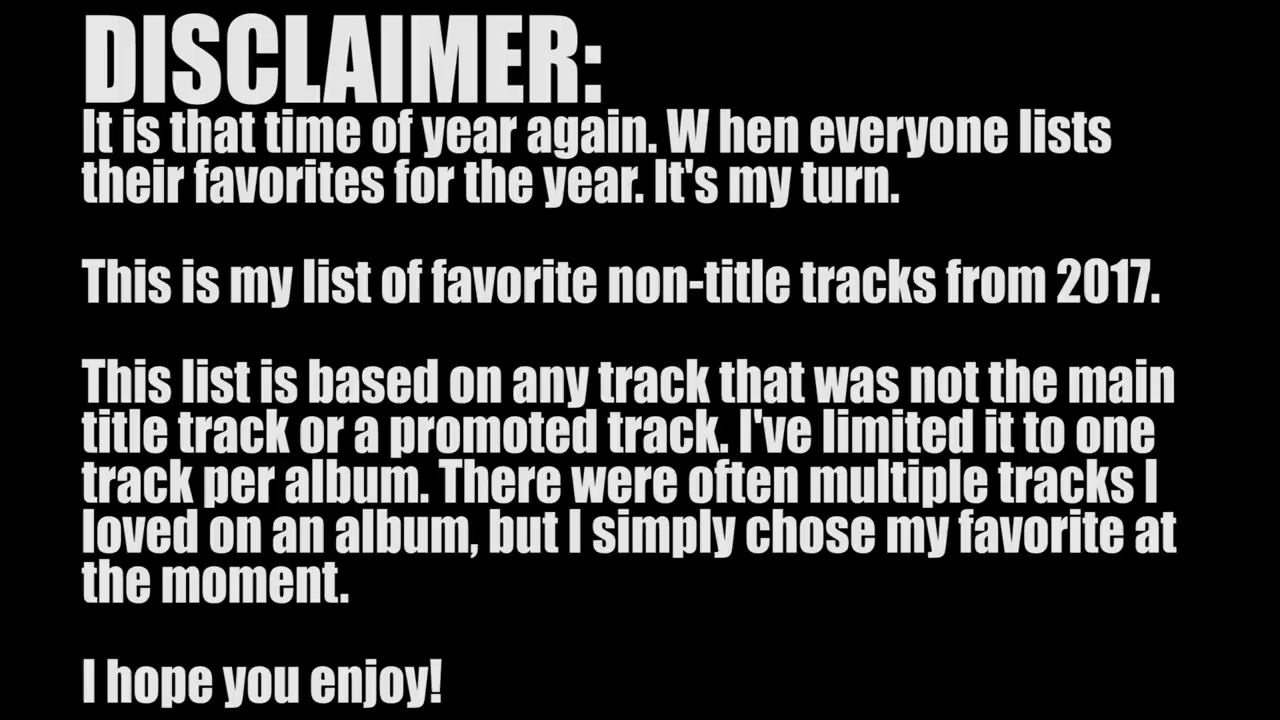 DISCLAIMER:
It is that time of year again. W hen everyone lists
their favorites for the year. It's my turn.
This is my list of favorite non-title tracks from 2017.
This list is based on any track that was not the main
title track or a promoted track. I've limited it to one
track per album. There were often multiple tracks I
loved on an album, but I simply chose my favorite at
the moment.
I hope you enjoy!